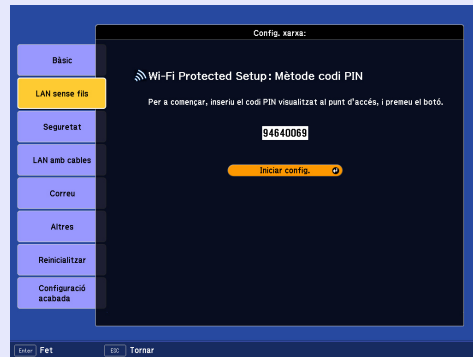 Config. xarxa:
Bàsic
LAN sense fils
Seguretat
LAN amb cables
Correu
Altres
Reinicialitzar
Configuració
acabada
Wi-Fi Protected Setup: Mètode codi PIN
Per a començar, inseriu el codi PIN visualitzat al punt d'accés, i premeu el botó.
94640069
Iniciar config.
Enter Fet
ESC Tornar